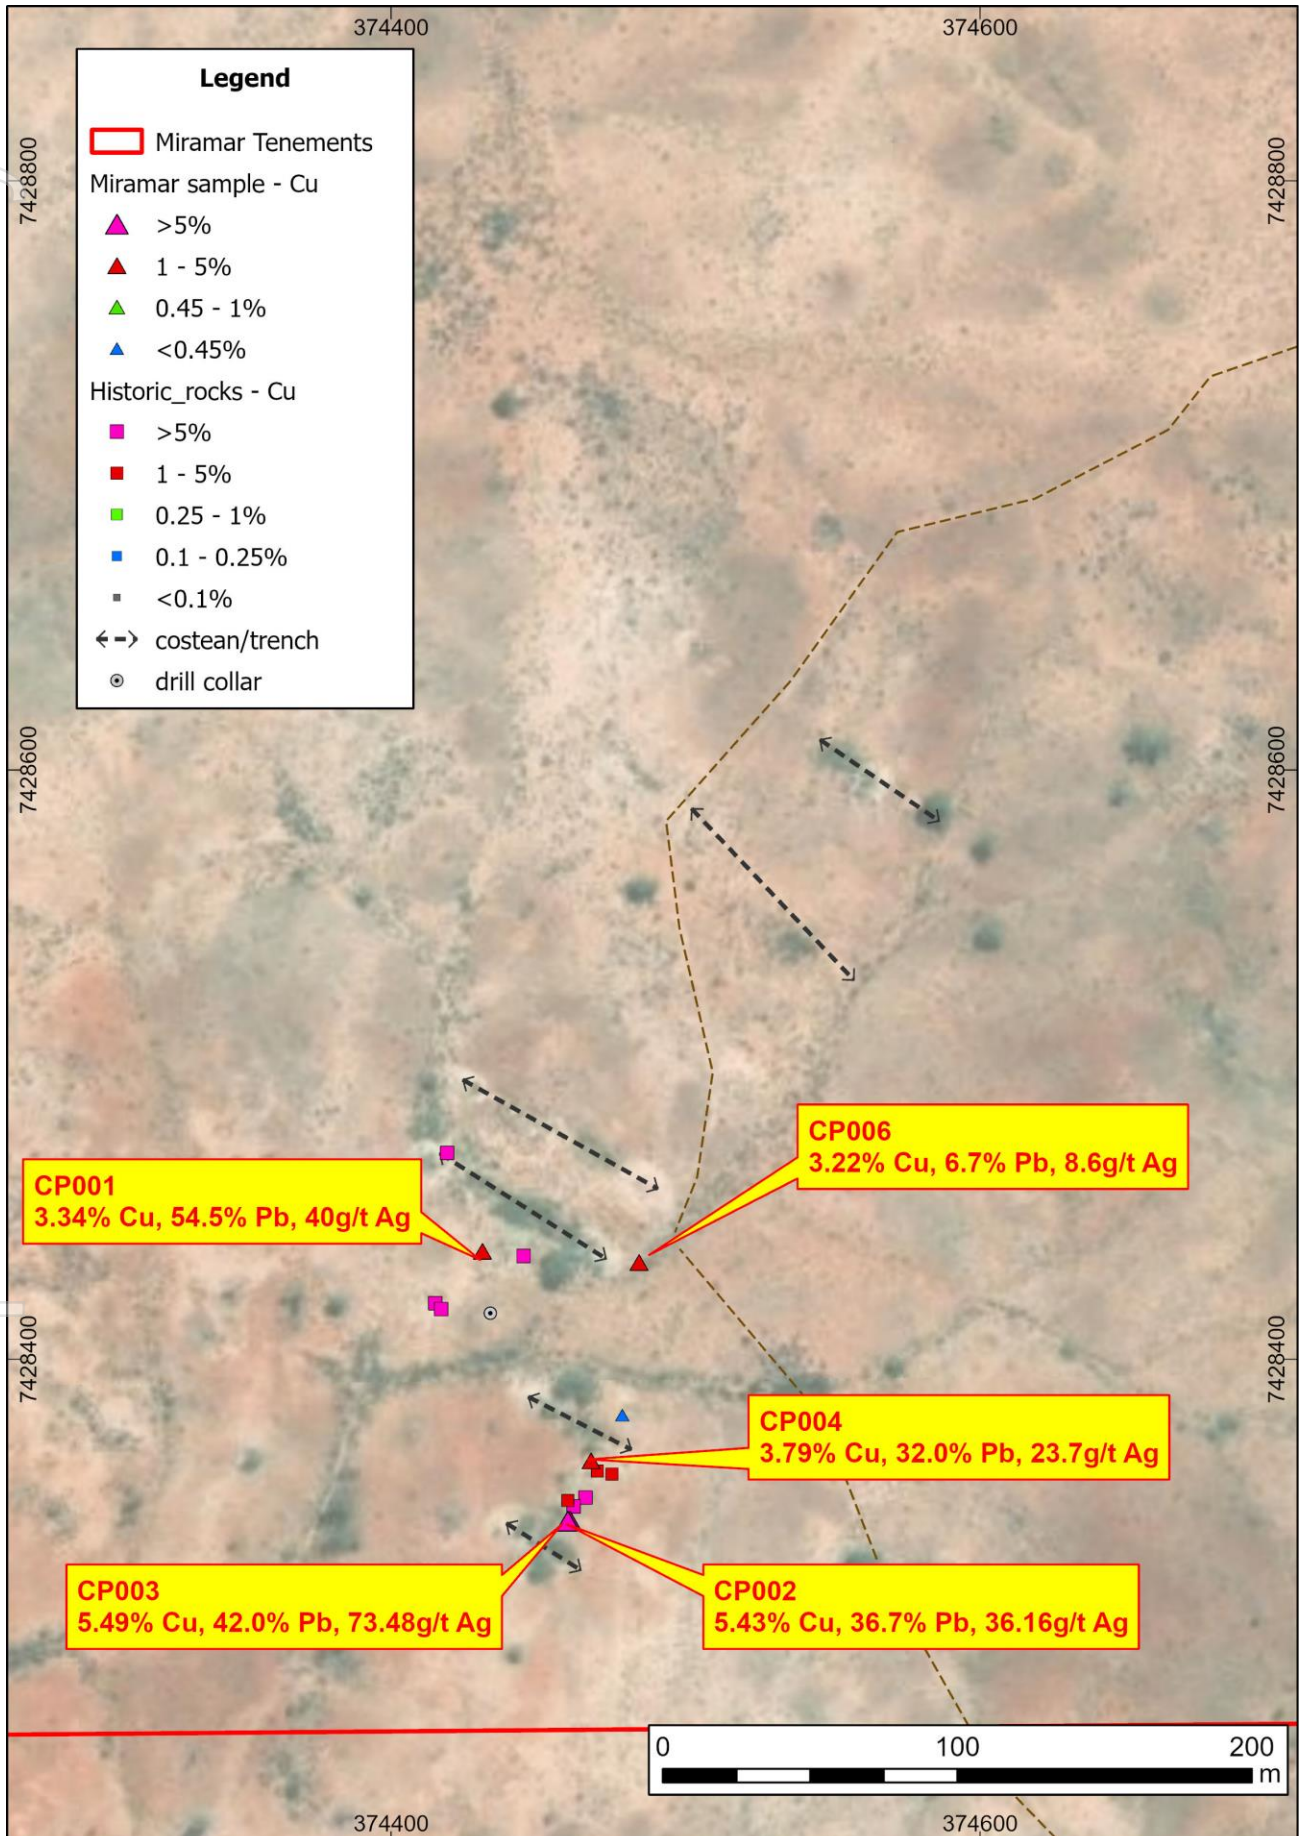 374400
374600
Legend
Miramar Tenements
Miramar sample - Cu
>5%
1 - 5%
0.45 - 1%
<0.45%
Historic_rocks - Cu
>5%
1 - 5%
0.25 - 1%
0.1 - 0.25%
<0.1%
costean/trench
drill collar
7428800
7428800
7428600
7428600
CP006
3.22% Cu, 6.7% Pb, 8.6g/t Ag
CP001
3.34% Cu, 54.5% Pb, 40g/t Ag
7428400
7428400
CP004
3.79% Cu, 32.0% Pb, 23.7g/t Ag
CP003
5.49% Cu, 42.0% Pb, 73.48g/t Ag
CP002
5.43% Cu, 36.7% Pb, 36.16g/t Ag
0
100
200
m
374400
374600